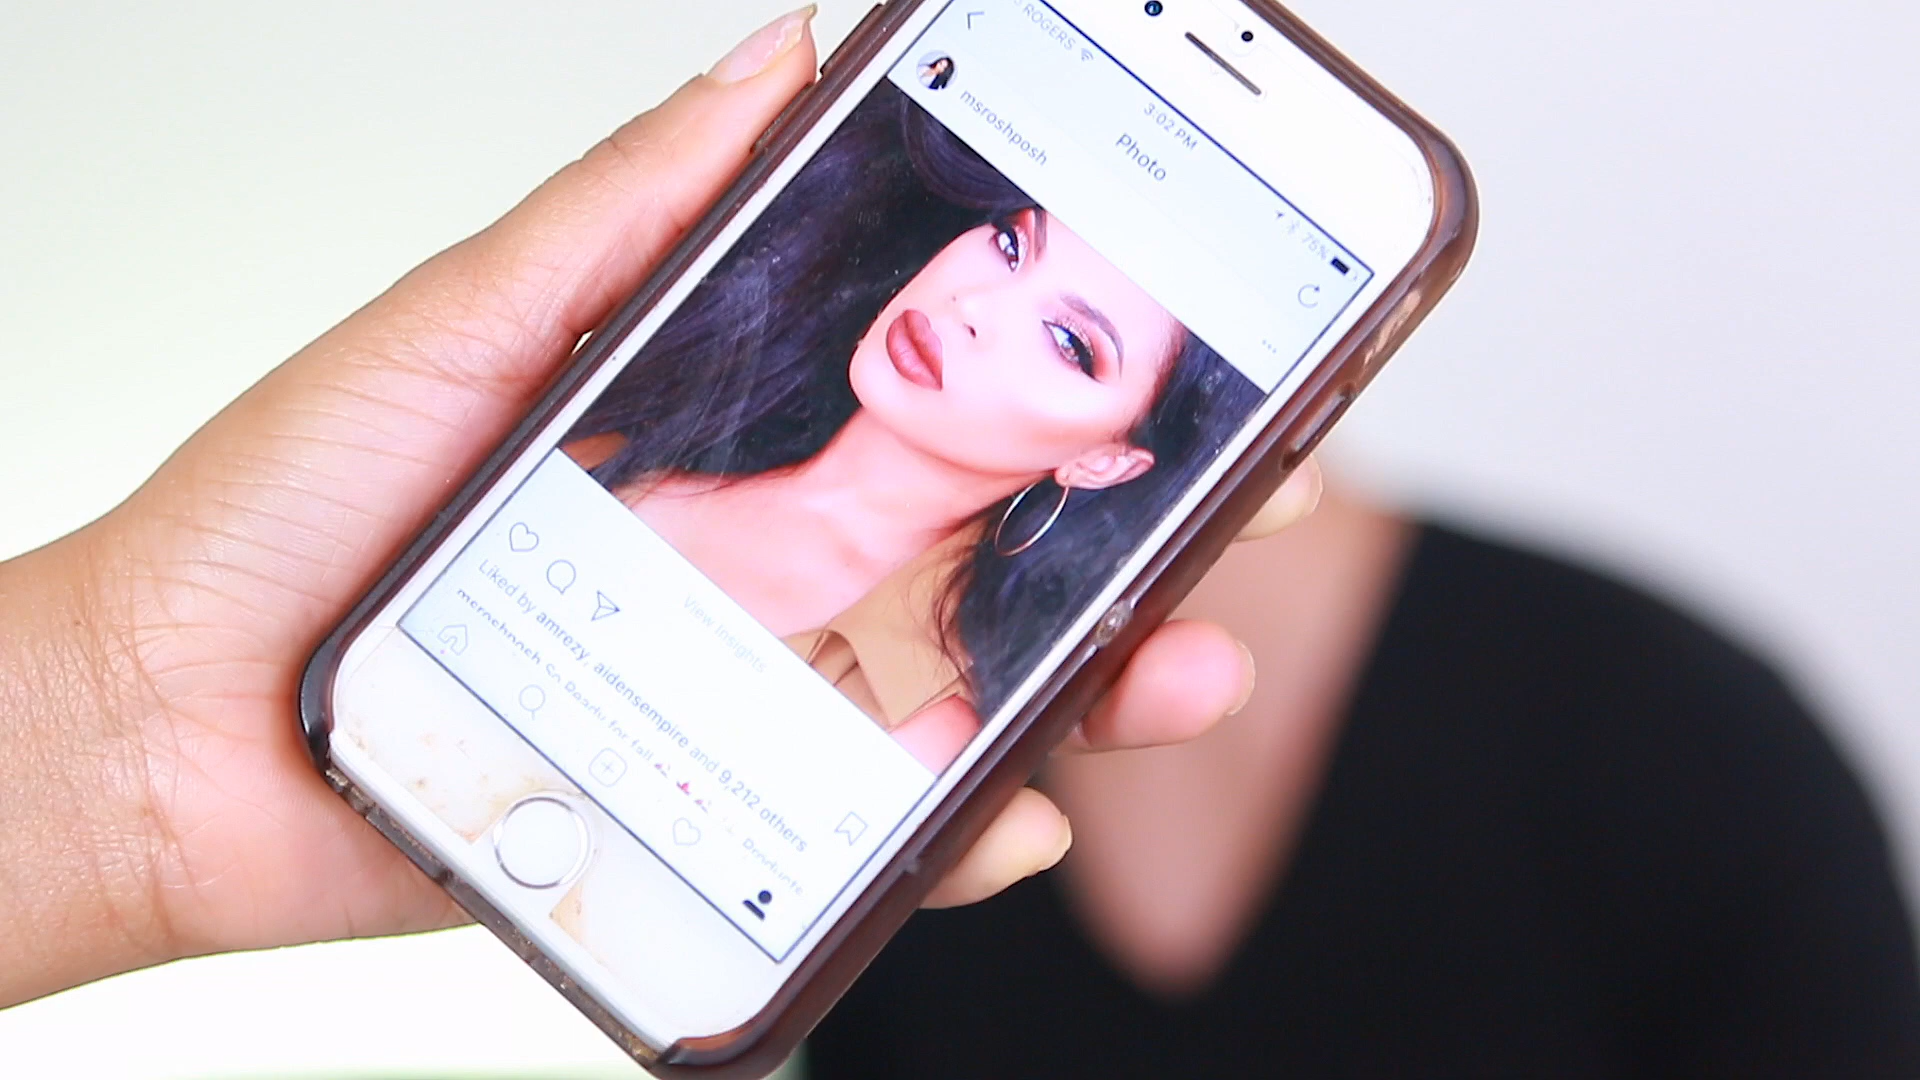 ROGERS 3:02 PM 75%
Photo
msroshposh
View Insights
Liked by amrezy, aidensempire and 9,212 others
msroshposh So Ready for fall🍂🍁🍂
Products